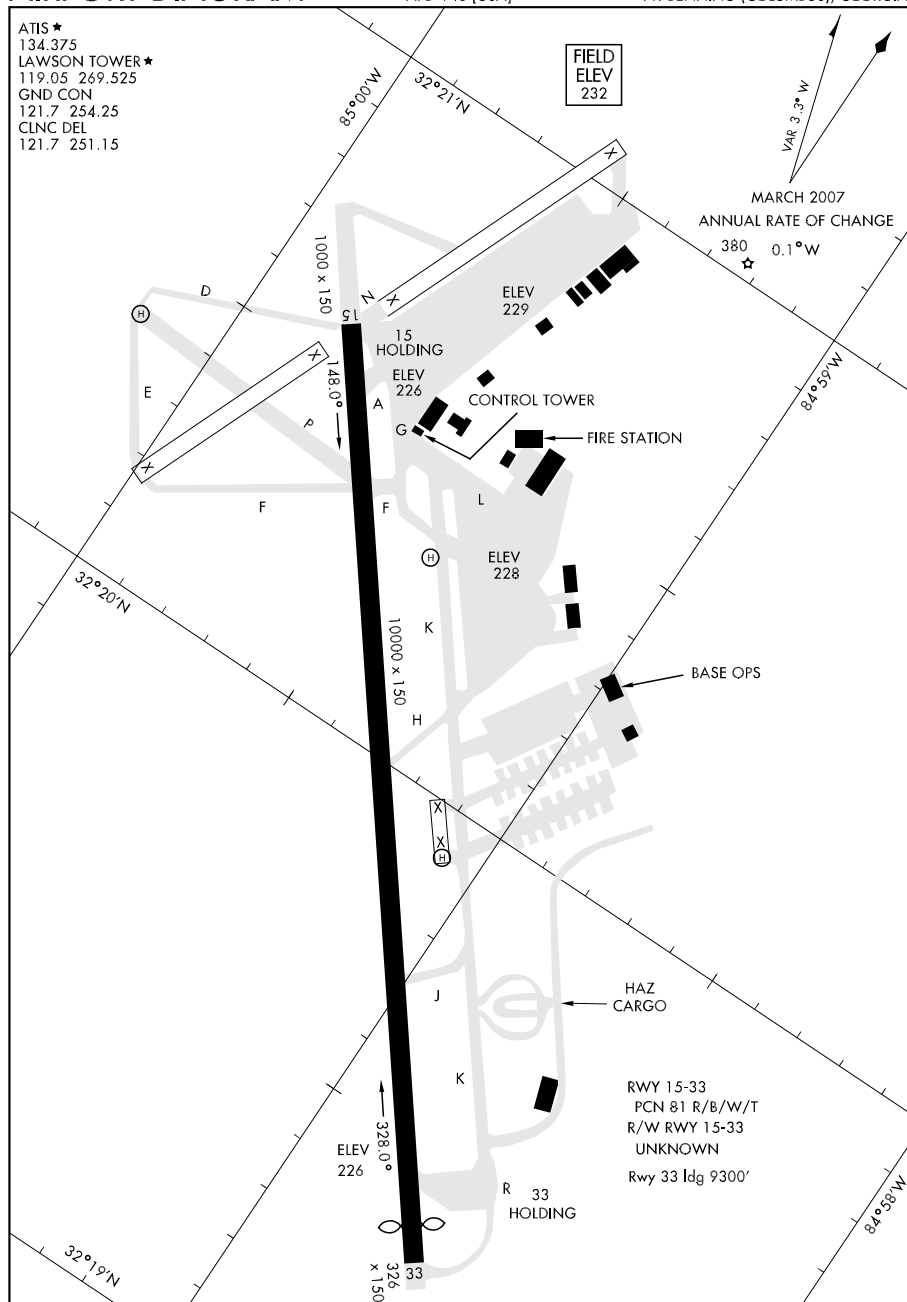 ATIS ★
134.375
LAWSON TOWER ★
119.05 269.525
GND CON
121.7 254.25
CLNC DEL
121.7 251.15
85°00'W
32°21'N
FIELD
ELEV
232
VAR 3.3° W
MARCH 2007
ANNUAL RATE OF CHANGE
0.1° W
380
1000 x 150
D
N
X
X
ELEV
229
H
15
15
HOLDING
ELEV
226
X
148.0°
A
E
P
G
CONTROL TOWER
FIRE STATION
84°59'W
X
F
F
L
H
ELEV
228
32°20'N
K
10000 x 150
BASE OPS
H
X
X
H
J
HAZ
CARGO
K
328.0°
ELEV
226
RWY 15-33
PCN 81 R/B/W/T
R/W RWY 15-33
UNKNOWN
Rwy 33 ldg 9300'
R
33
HOLDING
84°58'W
32°19'N
326
x 150
33